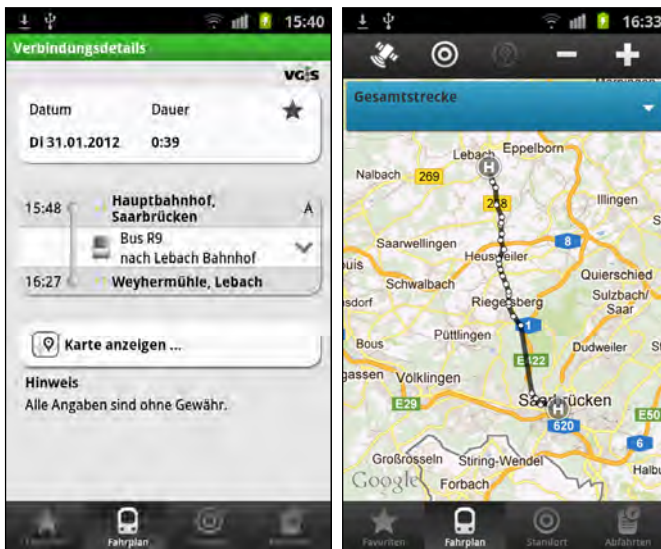 15:40
Verbindungsdetails
vgs
Datum Dauer
Di 31.01.2012 0:39
15:48 Hauptbahnhof, Saarbrücken A
Bus R9
nach Lebach Bahnhof
16:27 Weyhermühle, Lebach
Karte anzeigen ...
Hinweis
Alle Angaben sind ohne Gewähr.
Fahrplan
16:33
Gesamtstrecke
Lebach Eppelborn
H
Nalbach 269
268
Illingen
Saarwellingen
8
Heusweiler
Quierschied
Schwalbach
Sulzbach/
Saar
Riegelsberg
1
Bous
Püttlingen
Dudweiler
E422
Völklingen
E29
Saarbrücken
H
E50
620
6
Großrosseln
Stiring-Wendel
Google
Forbach
Favoriten Fahrplan Standort Abfahrten